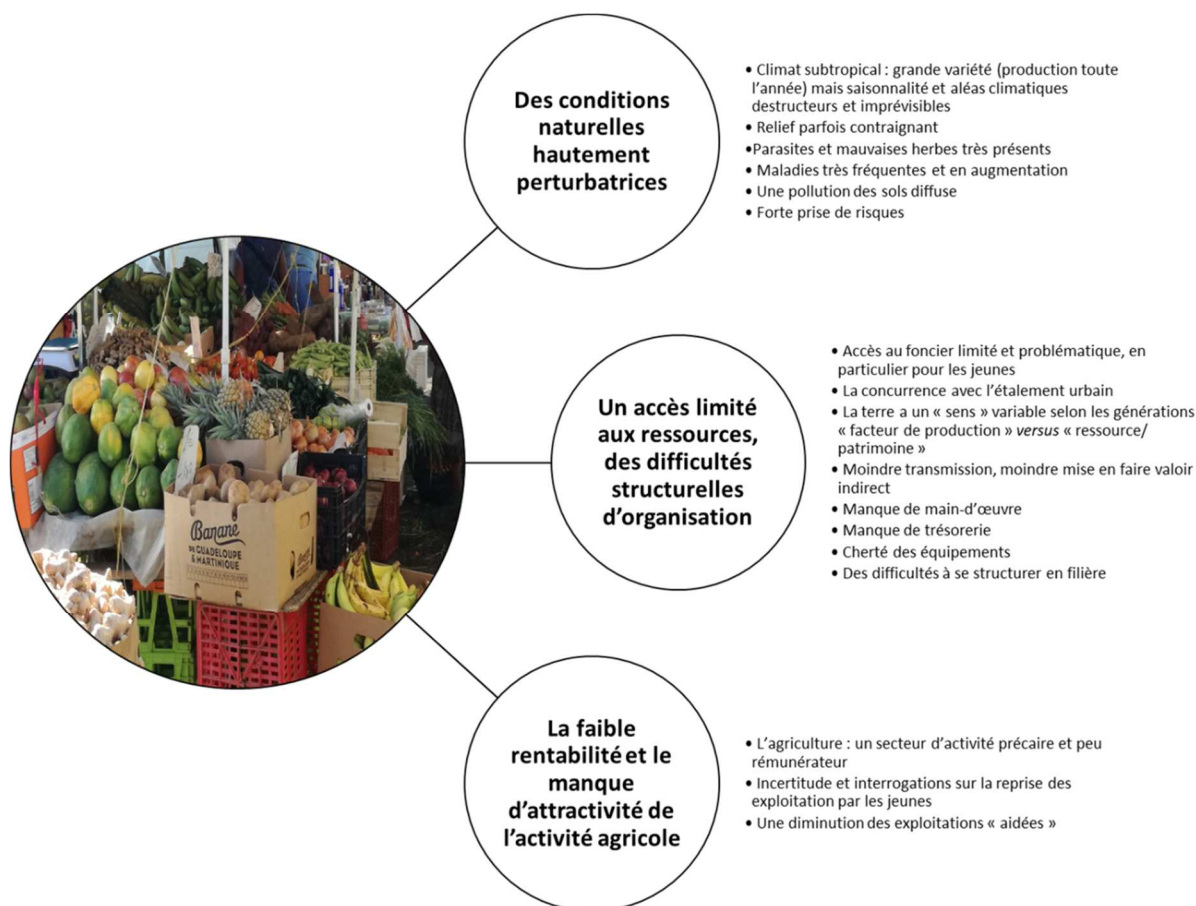 Des conditions
naturelles
hautement
perturbatrices
• Climat subtropical : grande variété (production toute
l’année) mais saisonnalité et aléas climatiques
destructeurs et imprévisibles
• Relief parfois contraignant
•Parasites et mauvaises herbes très présents
• Maladies très fréquentes et en augmentation
• Une pollution des sols diffuse
• Forte prise de risques
Banane
DE GUADELOUPE
& MARTINIQUE
Un accès limité
aux ressources,
des difficultés
structurelles
d’organisation
• Accès au foncier limité et problématique, en
particulier pour les jeunes
• La concurrence avec l’étalement urbain
• La terre a un « sens » variable selon les générations
« facteur de production » versus « ressource/
patrimoine »
• Moindre transmission, moindre mise en faire valoir
indirect
• Manque de main-d’œuvre
• Manque de trésorerie
• Cherté des équipements
• Des difficultés à se structurer en filière
La faible
rentabilité et le
manque
d’attractivité de
l’activité agricole
• L’agriculture : un secteur d’activité précaire et peu
rémunérateur
• Incertitude et interrogations sur la reprise des
exploitation par les jeunes
• Une diminution des exploitations « aidées »